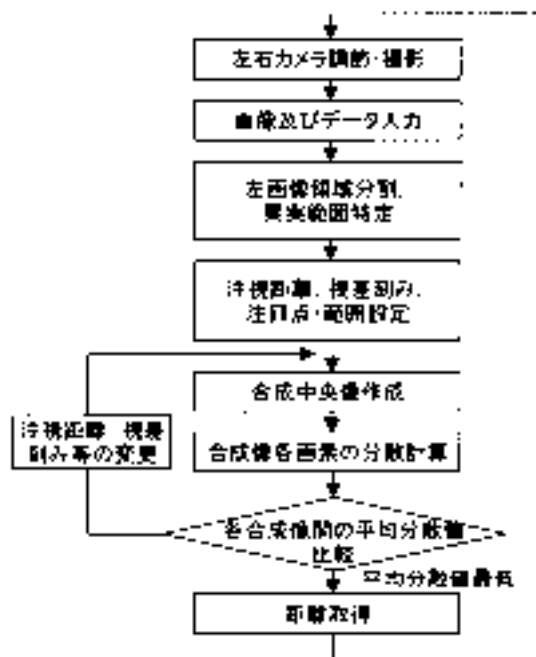 左右カメラ調節・撮影
画像及びデータ入力
左画像領域分割、
果実範囲特定
注視距離、視差刻み、
注目点・範囲設定
合成中央像作成
注視距離 視差
刻み等の変更
合成像各画素の分散計算
各合成像間の平均分散値
比較
平均分散値最低
距離取得